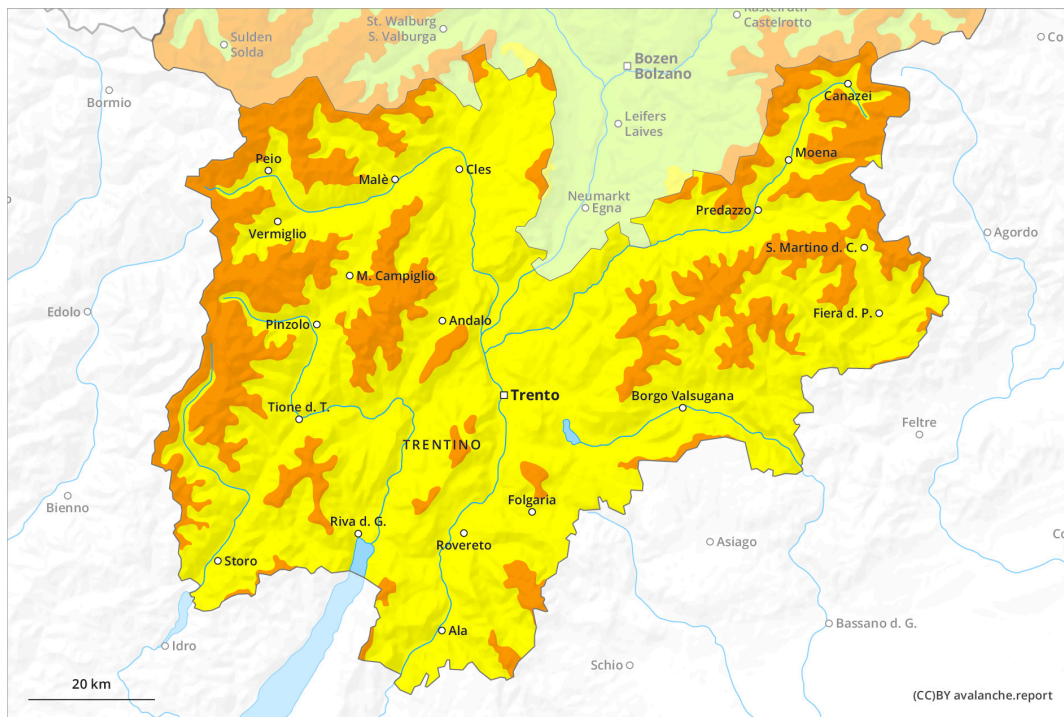 St. Walburg
S. Valburga
Kastelruth
Castelrotto
Sulden
Solda
Co
Bozen
Bolzano
Bormio
Canazei
Leifers
Laives
Moena
Peio
Malè
Cles
Neumarkt
Egna
Predazzo
Vermiglio
Agordo
S. Martino d. C.
M. Campiglio
Edolo
Pinzolo
Andalo
Fiera d. P.
Trento
Borgo Valsugana
Tione d. T.
Feltre
TRENTINO
Bienno
Folgaria
Riva d. G.
Rovereto
Asiago
Co
Storo
Ala
Bassano d. G.
Idro
Schio
20 km
(CC)BY avalanche.report